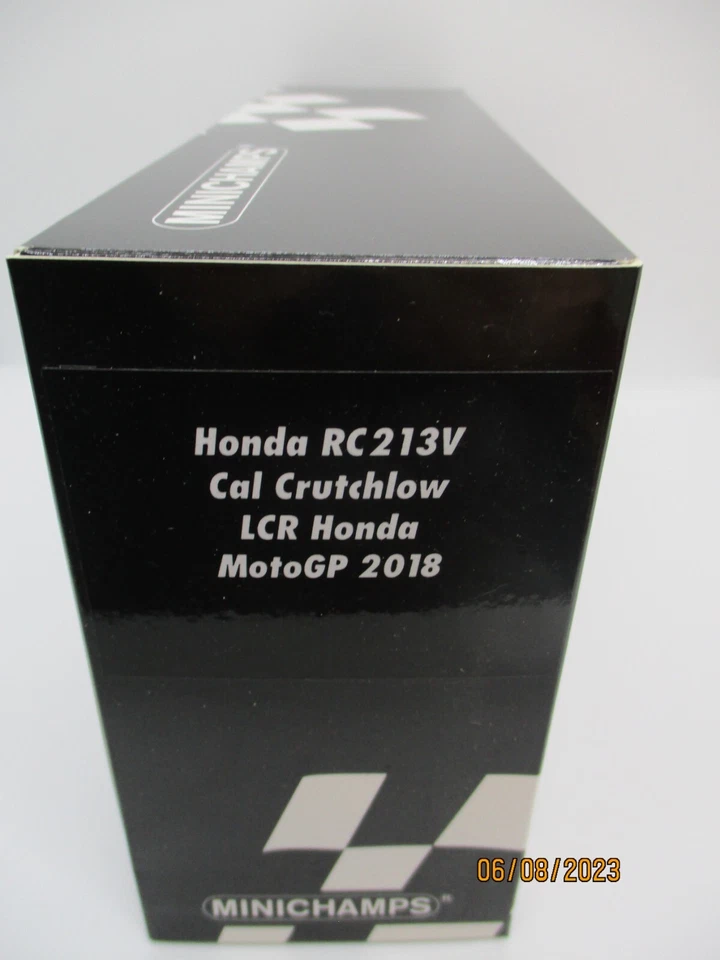 MINICHAMPS®
Honda RC213V
Cal Crutchlow
LCR Honda
MotoGP 2018
06/08/2023
MINICHAMPS®